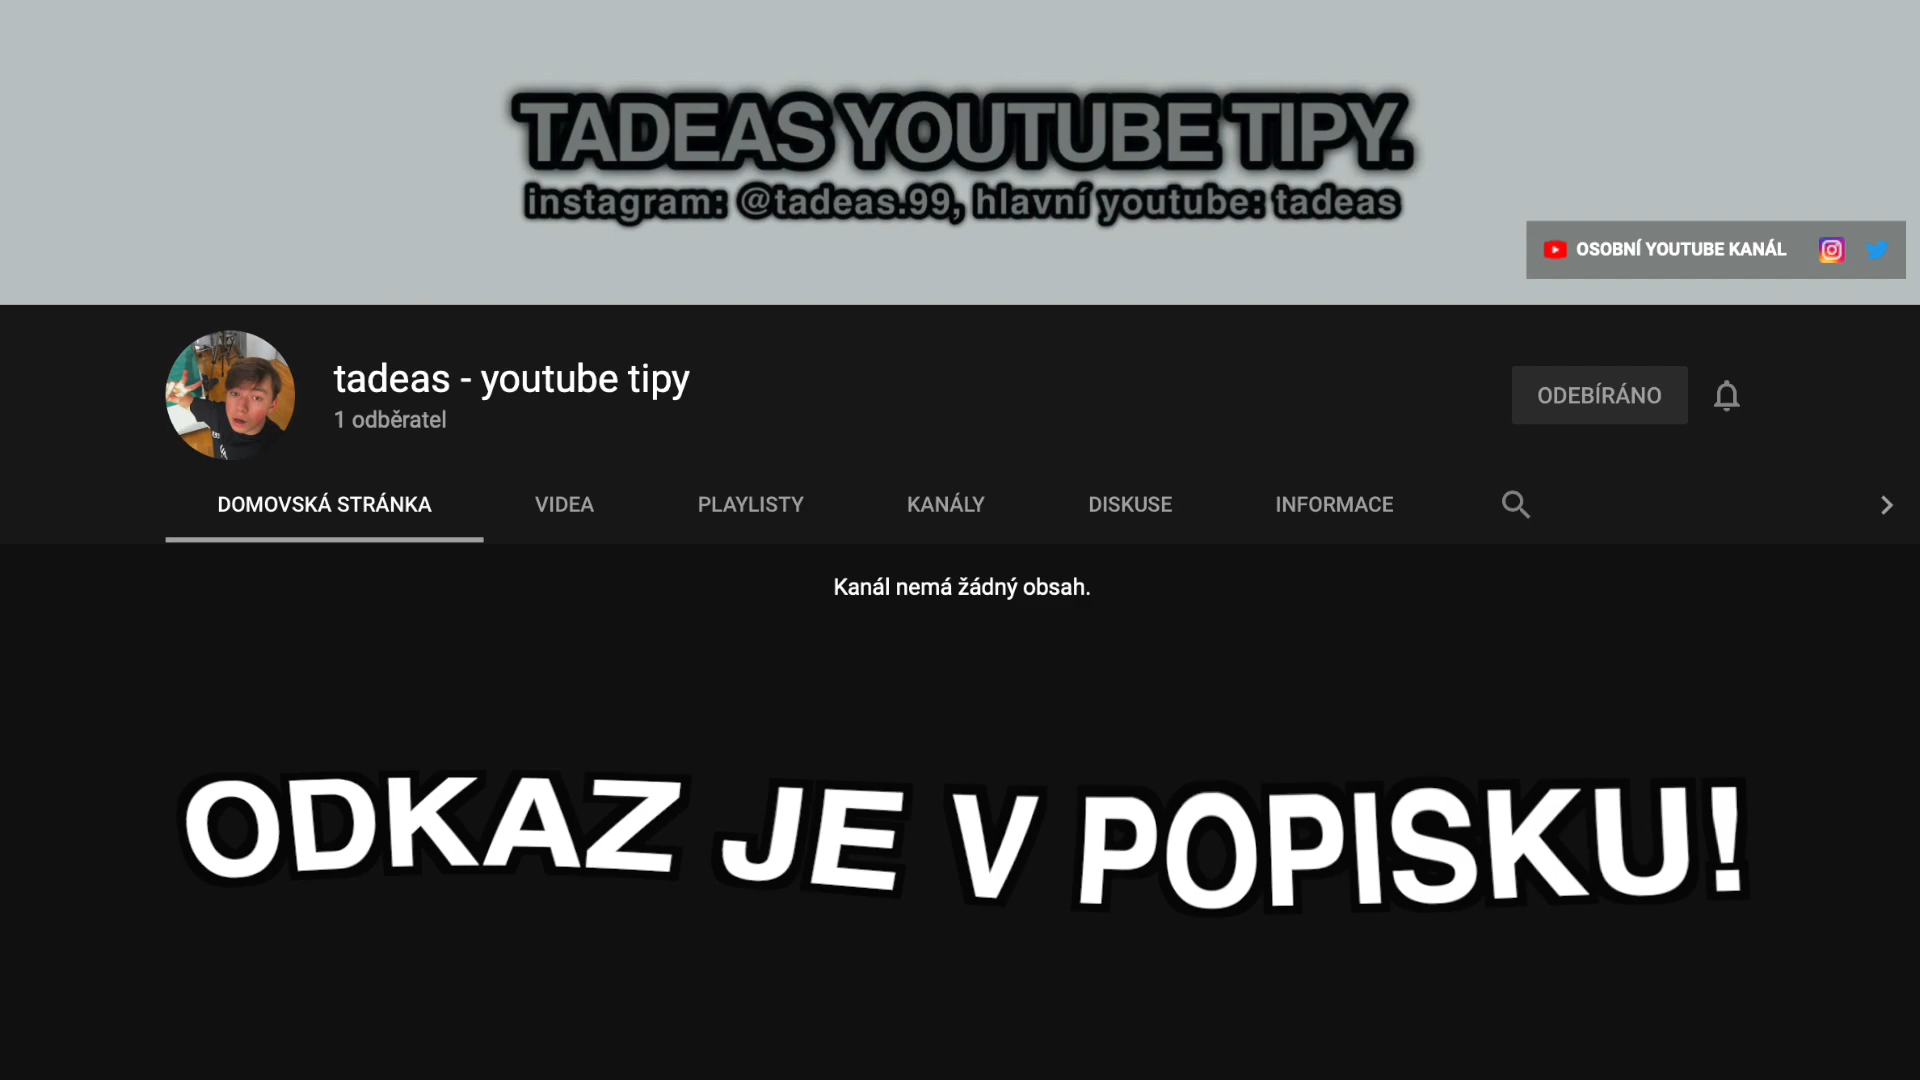 TADEAS YOUTUBE TIPY.
instagram: @tadeas.99, hlavní youtube: tadeas
OSOBNÍ YOUTUBE KANÁL
tadeas - youtube tipy
1 odběratel
ODEBÍRÁNO
DOMOVSKÁ STRÁNKA VIDEA PLAYLISTY KANÁLY DISKUSE INFORMACE
Kanál nemá žádný obsah.
ODKAZ JE V POPISKU!